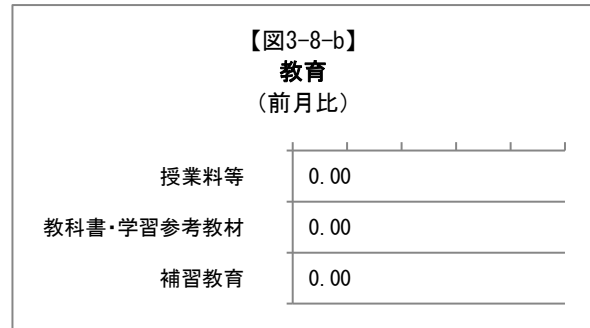 【図3-8-b】
教育
（前月比）
授業料等 0.00
教科書・学習参考教材 0.00
補習教育 0.00